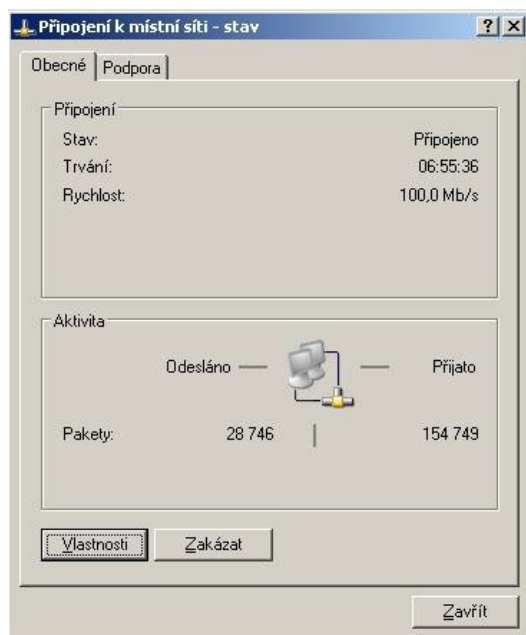 Připojení k místní síti - stav
Obecné Podpora
Připojení
Stav: Připojeno
Trvání: 06:55:36
Rychlost: 100,0 Mb/s
Aktivita
Odesláno Přijato
Pakety: 28 746 154 749
Vlastnosti Zakázat
Zavřít